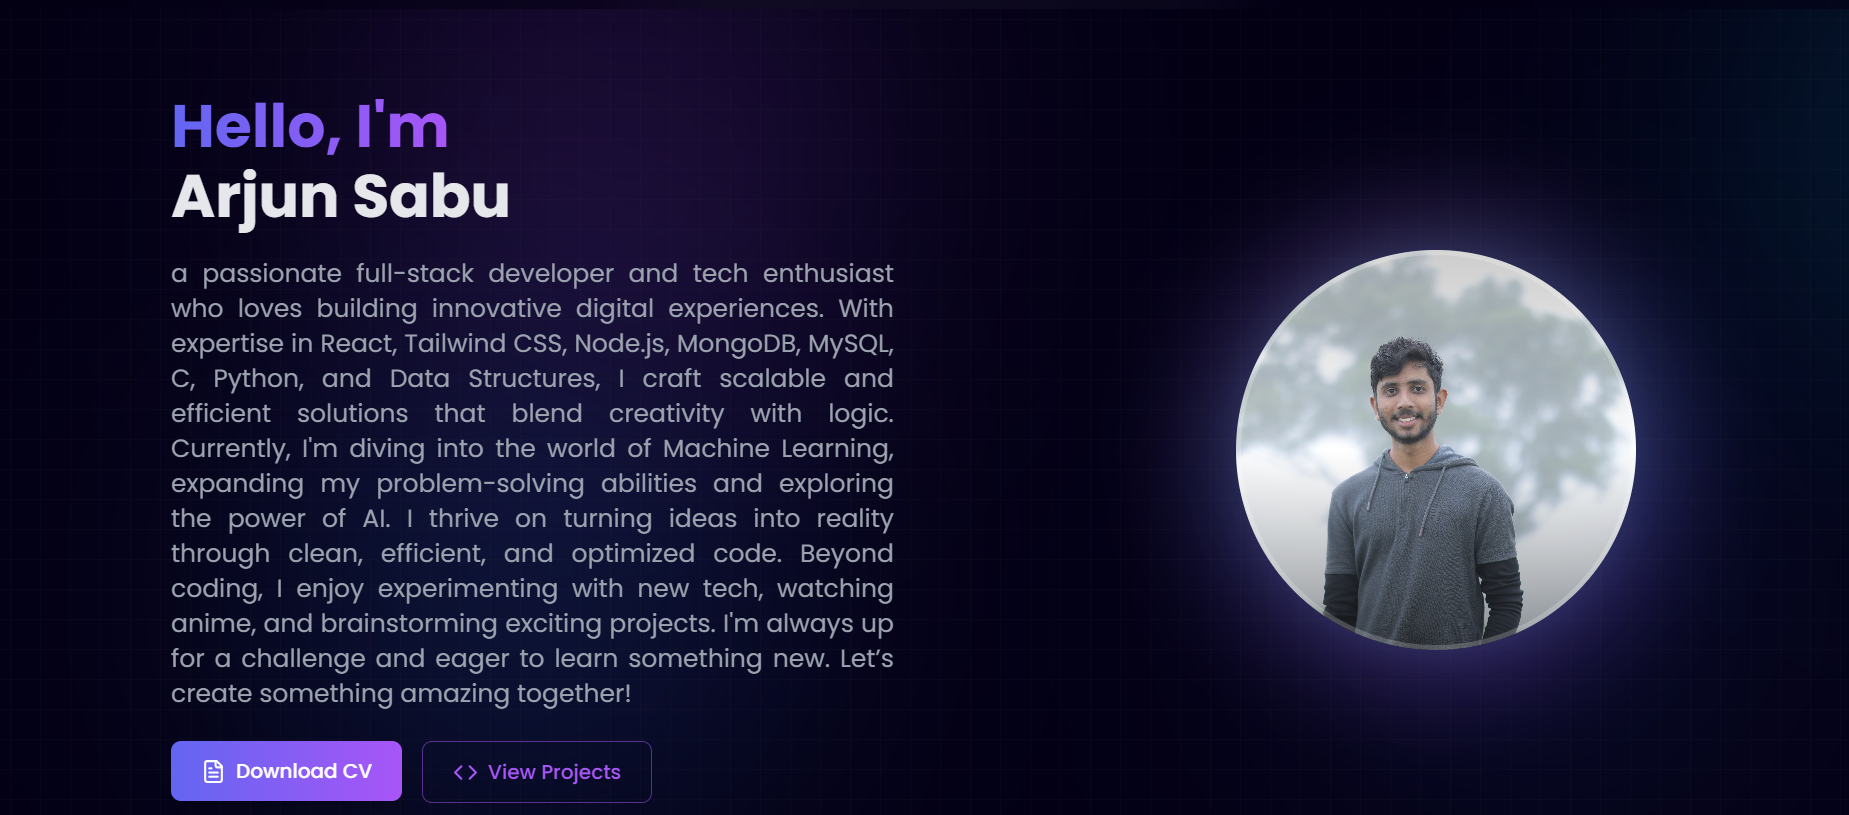 Hello, I'm
Arjun Sabu
a passionate full-stack developer and tech enthusiast
who loves building innovative digital experiences. With
expertise in React, Tailwind CSS, Node.js, MongoDB, MySQL,
C, Python, and Data Structures, I craft scalable and
efficient solutions that blend creativity with logic.
Currently, I'm diving into the world of Machine Learning,
expanding my problem-solving abilities and exploring
the power of AI. I thrive on turning ideas into reality
through clean, efficient, and optimized code. Beyond
coding, I enjoy experimenting with new tech, watching
anime, and brainstorming exciting projects. I'm always up
for a challenge and eager to learn something new. Let’s
create something amazing together!
Download CV
View Projects